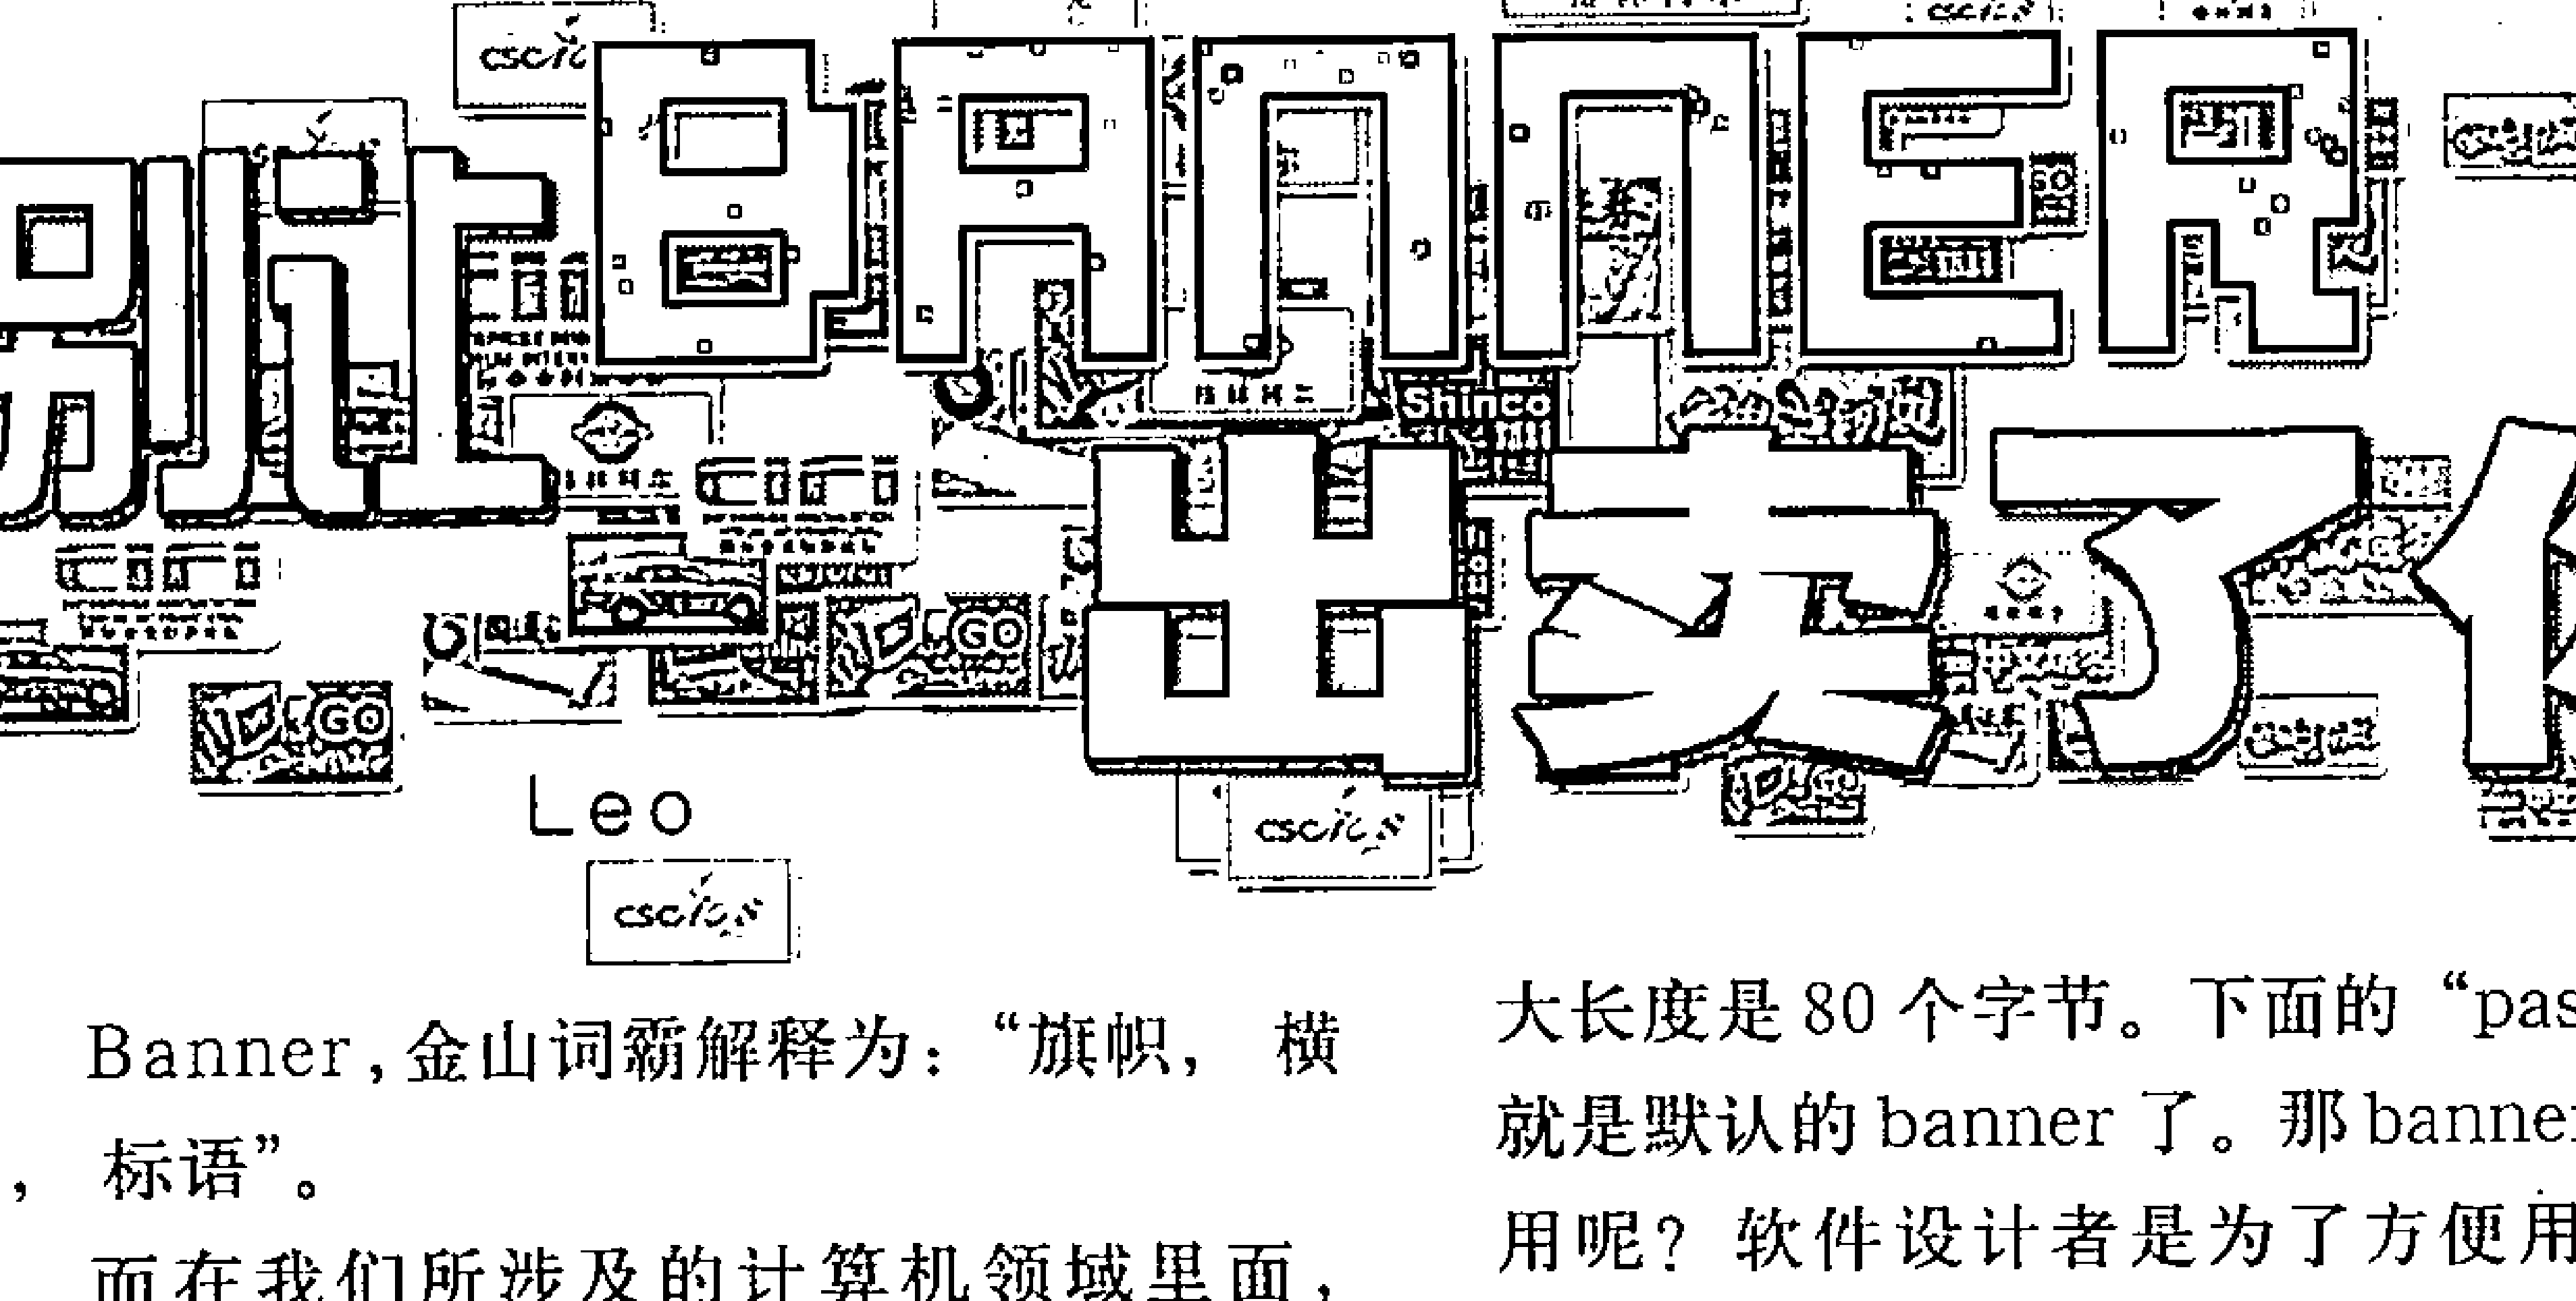 别让BANNER出卖了
Shinco
GO
GO
GO
Leo
Banner,金山词霸解释为：“旗帜， 横
， 标语”。
而在我们所涉及的计算机领域里面，
大长度是80个字节。下面的“pas
就是默认的banner了。那banner
用呢？软件设计者是为了方便用